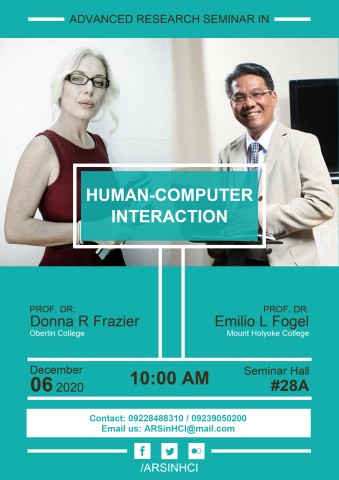 ADVANCED RESEARCH SEMINAR IN
HUMAN-COMPUTER
INTERACTION
PROF. DR.
Donna R Frazier
Oberlin College
PROF. DR.
Emilio L Fogel
Mount Holyoke College
December
06 2020
10:00 AM
Seminar Hall
#28A
Contact: 09228488310 / 09239050200
Email us: ARSinHCI@mail.com
/ARSINHCI